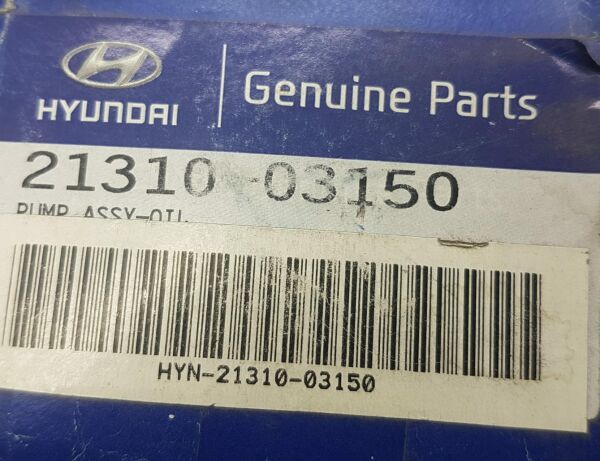 HYUNDAI
Genuine Parts
21310-03150
PUMP ASSY-OIL
HYN-21310-03150